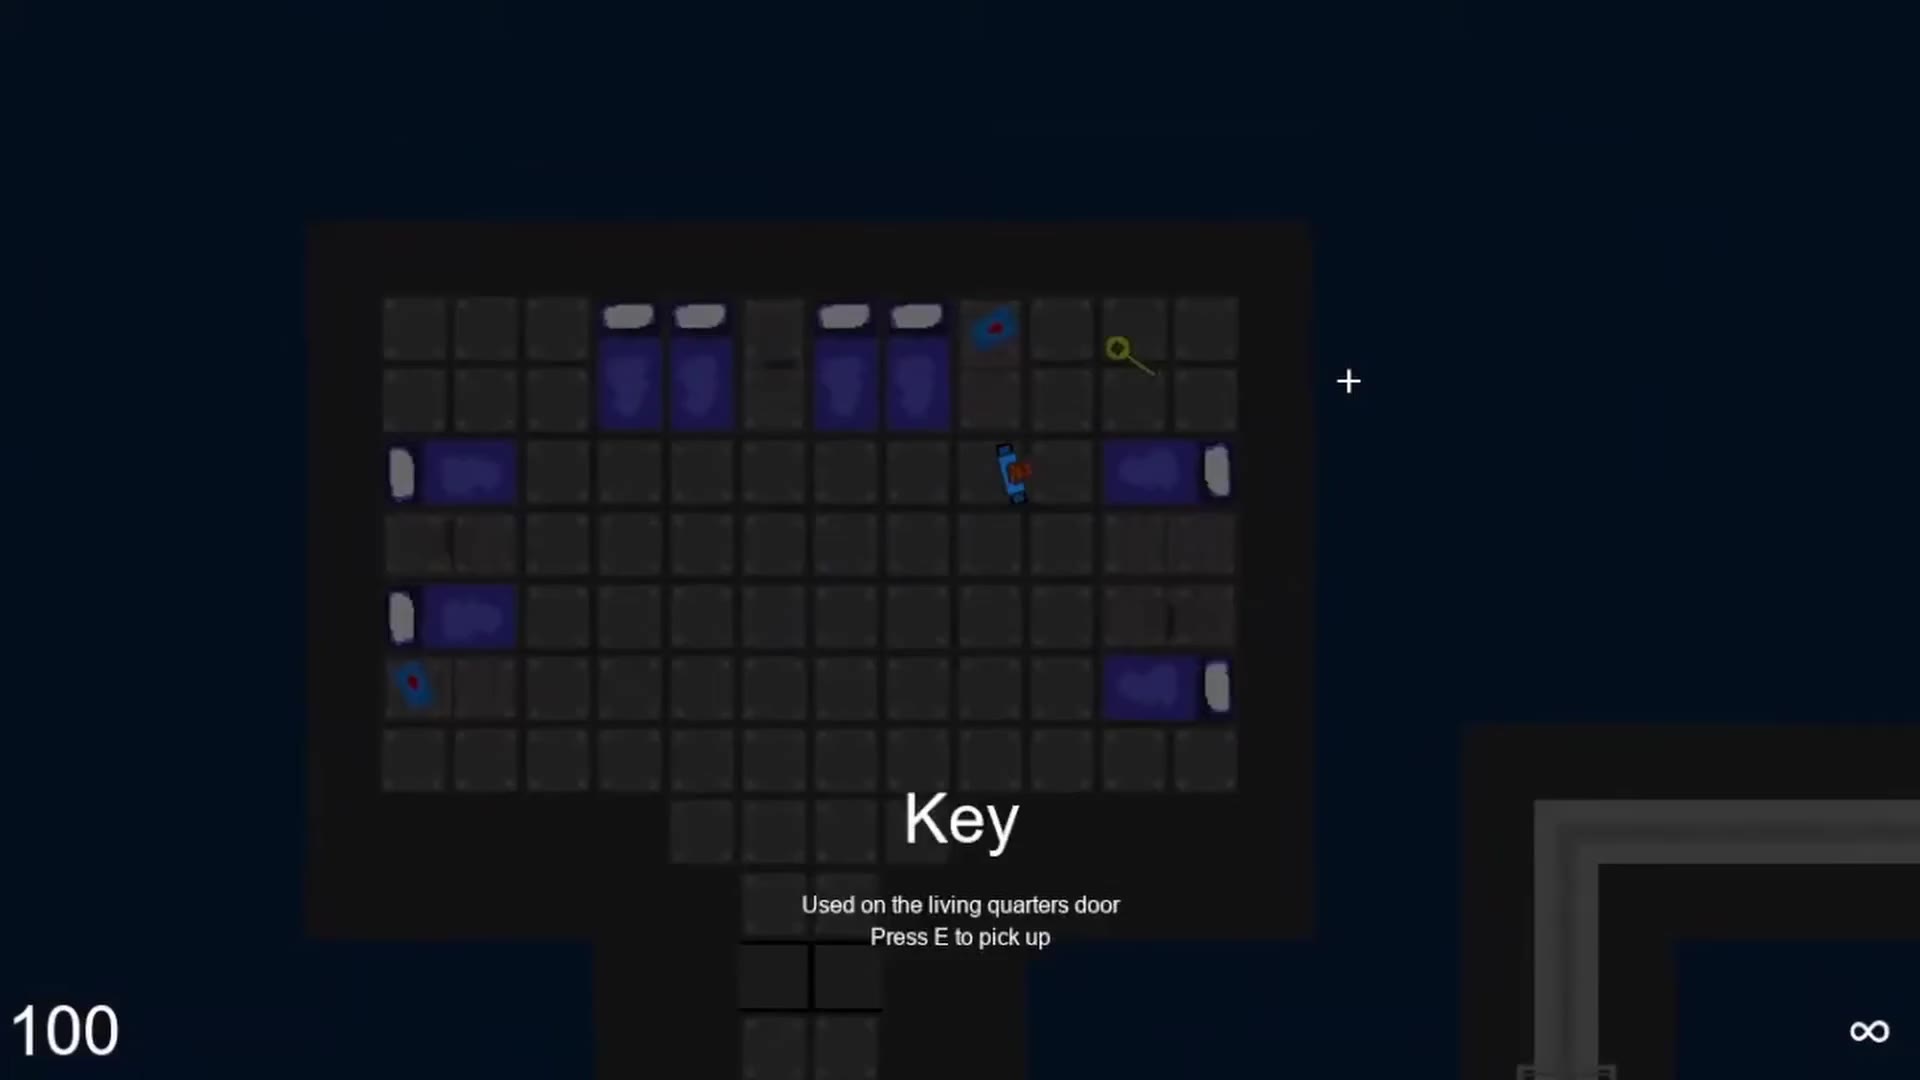 Key
Used on the living quarters door
Press E to pick up
100
∞